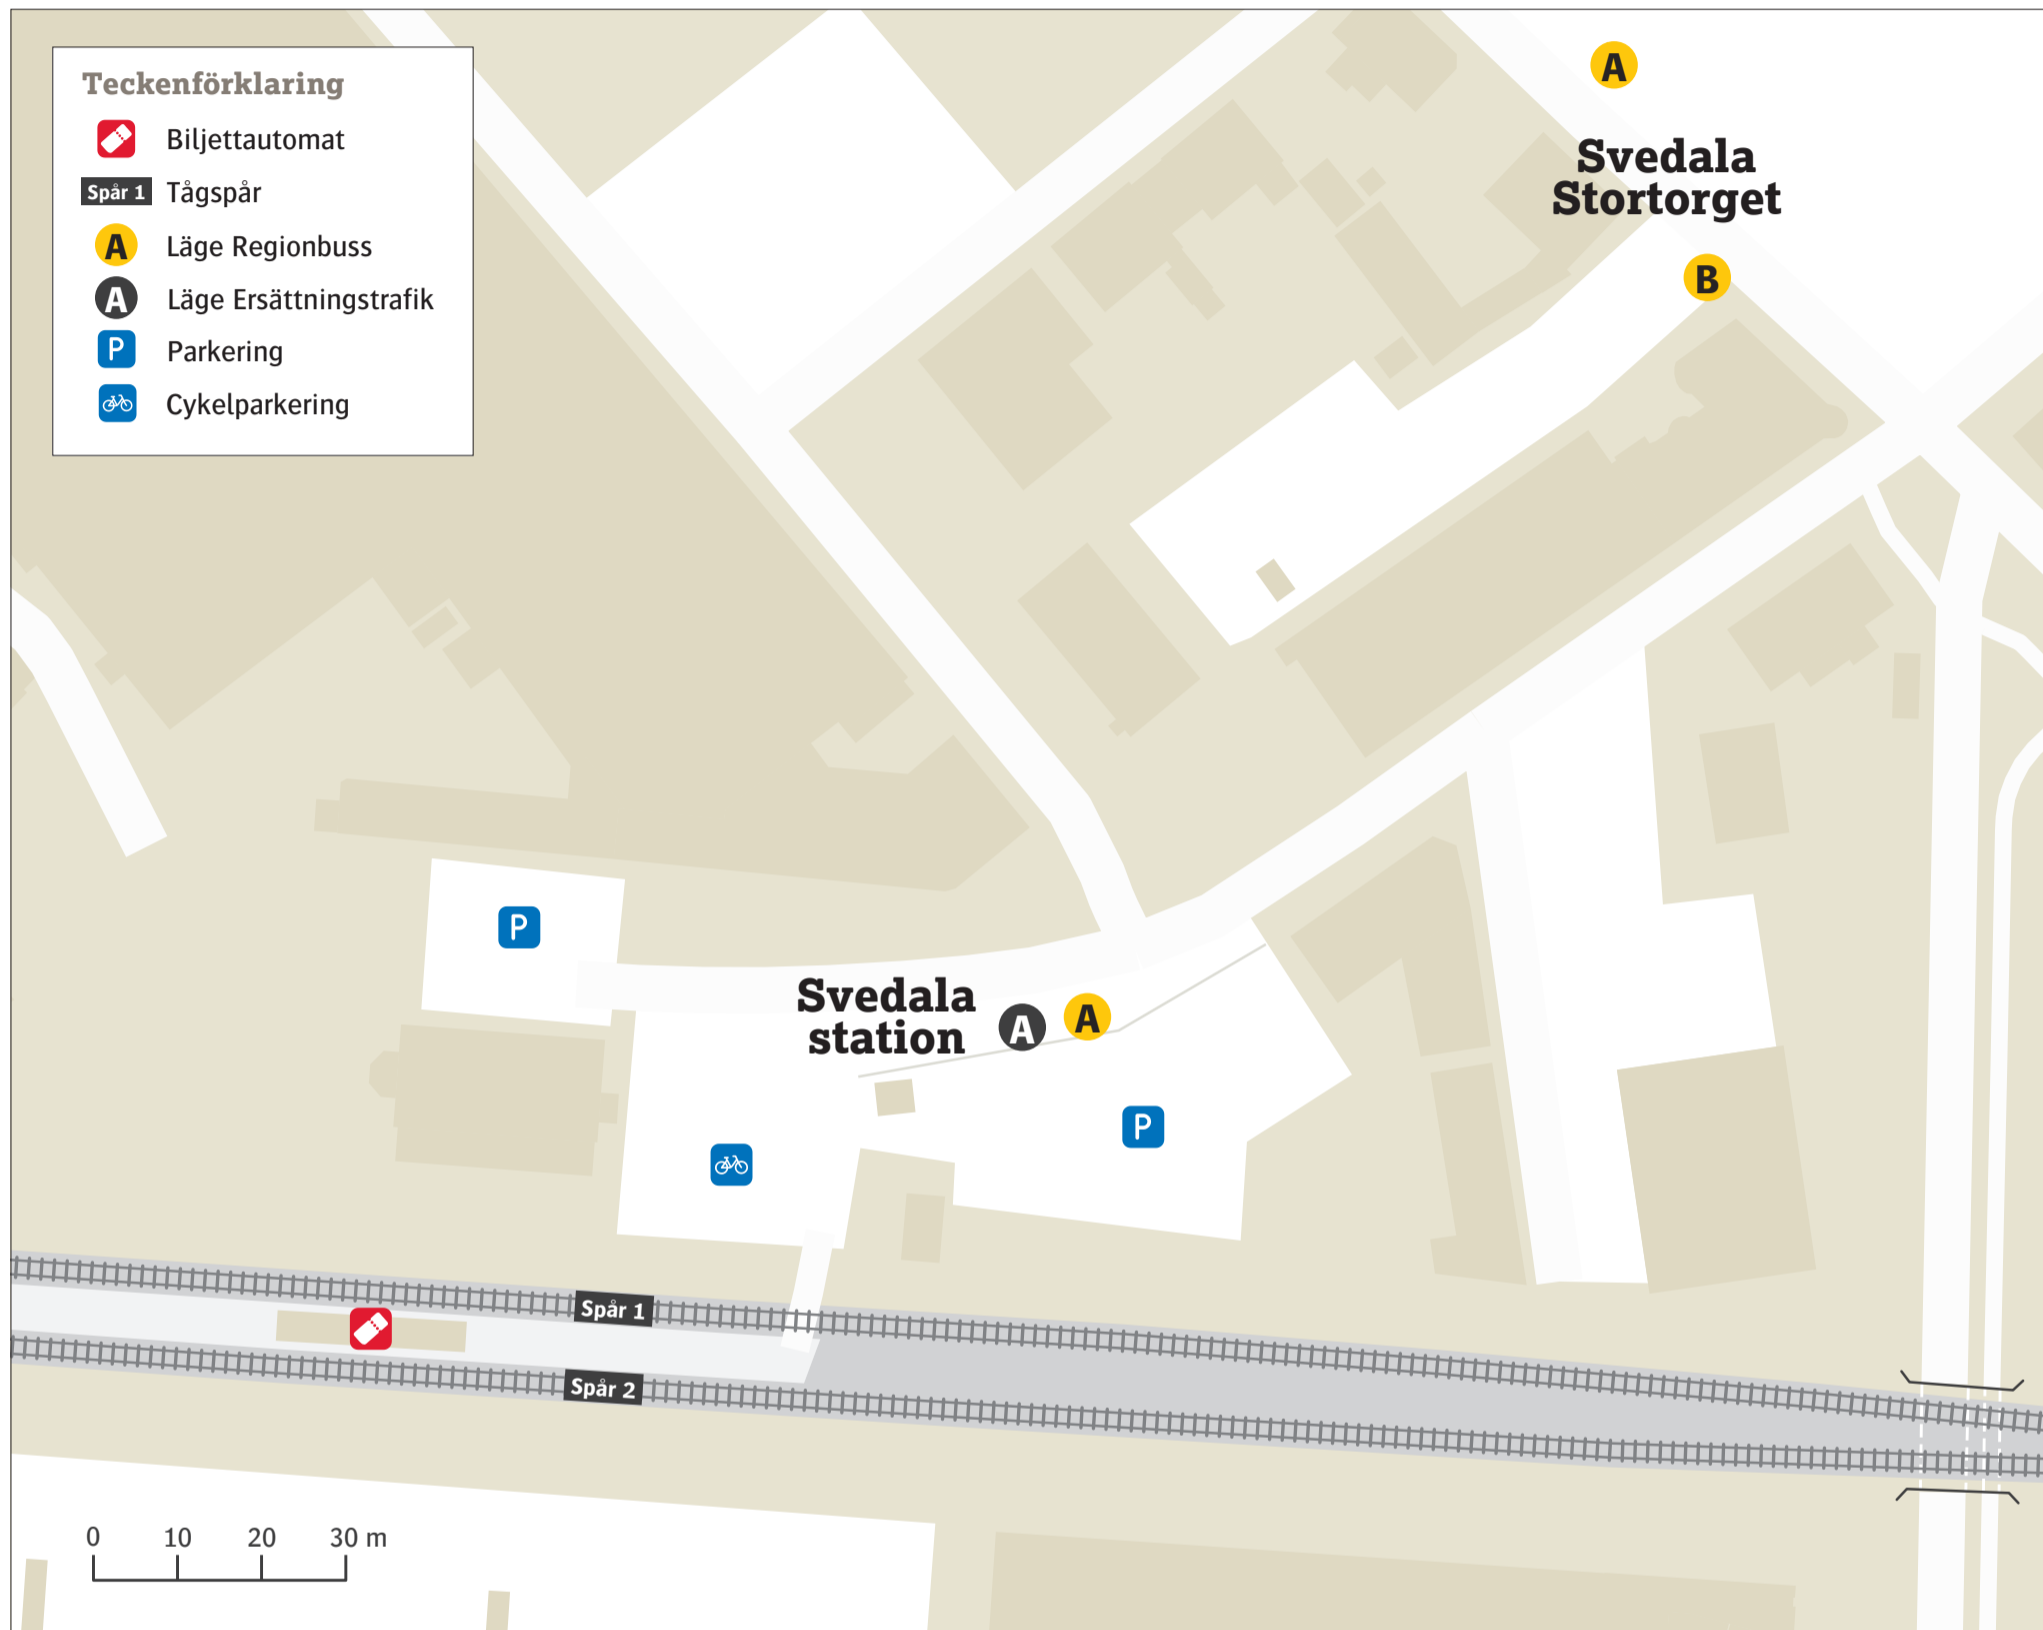 Teckenförklaring
Biljettautomat
Spår 1 Tågspår
A Läge Regionbuss
A Läge Ersättningstrafik
P Parkering
Cykelparkering
A
Svedala
Stortorget
B
P
Svedala
station
A A
P
Spår 1
Spår 2
0 10 20 30 m